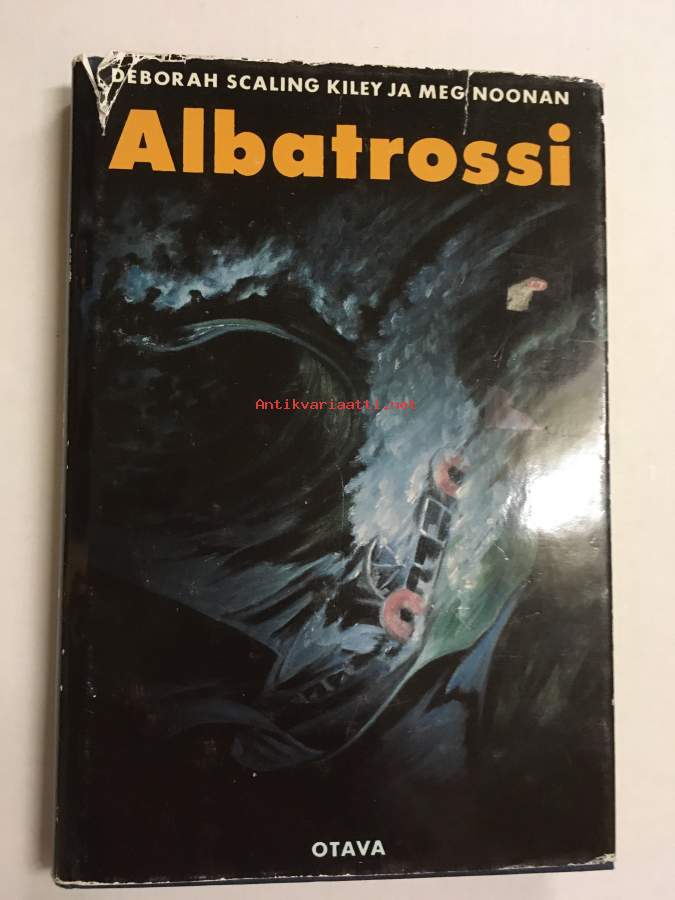 DEBORAH SCALING KILEY JA MEG NOONAN
Albatrossi
Antikvariaatti.net
OTAVA